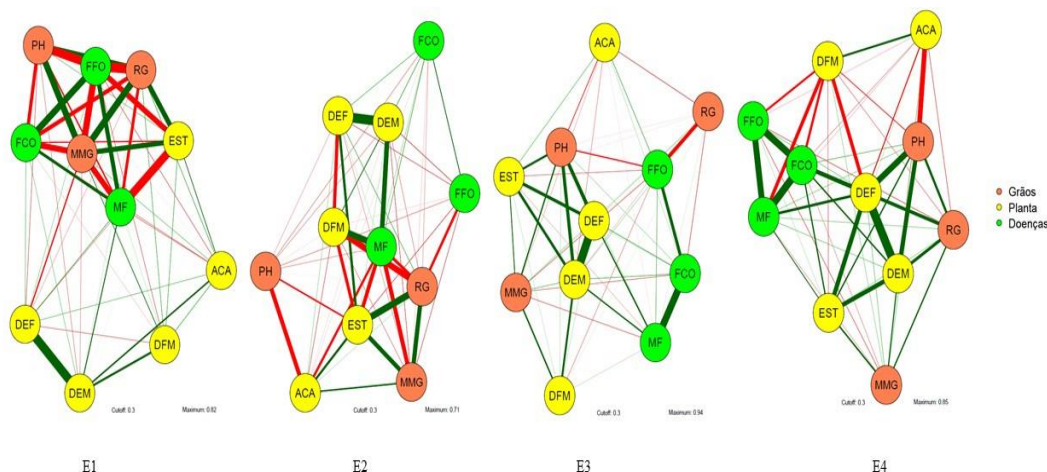 PH
FFO
RG
FCO
MMG
EST
MF
ACA
DEF
DFM
DEM
Cutoff: 0.3
Maximum: 0.82
E1
FCO
DEF
DEM
FFO
DFM
MF
PH
RG
EST
ACA
MMG
Cutoff: 0.3
Maximum: 0.71
E2
ACA
RG
PH
FFO
EST
DEF
FCO
DEM
MMG
MF
DFM
Cutoff: 0.3
Maximum: 0.94
E3
ACA
DFM
FFO
PH
FCO
DEF
MF
RG
DEM
EST
MMG
Cutoff: 0.3
Maximum: 0.85
E4
Grãos
Planta
Doenças